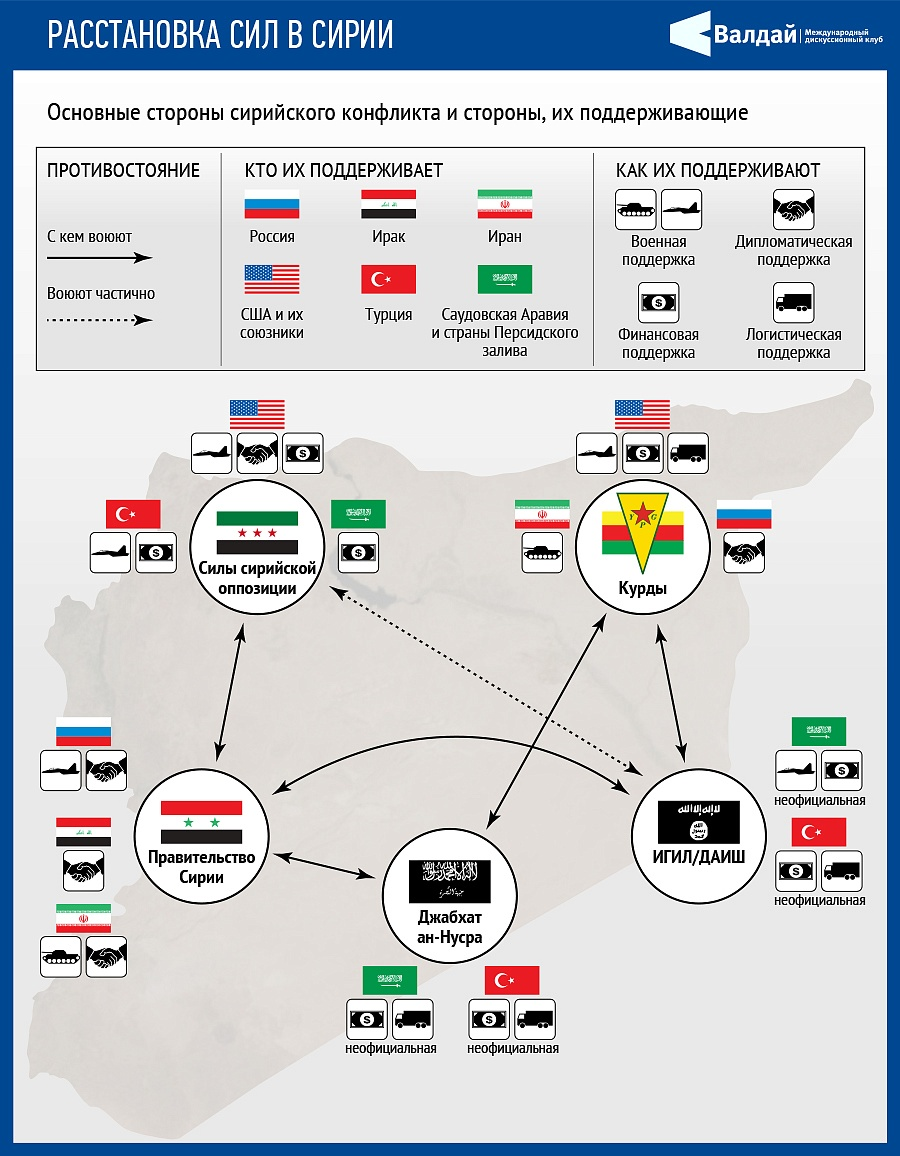 РАССТАНОВКА СИЛ В СИРИИ
Валдай
Международный
дискуссионный клуб
Основные стороны сирийского конфликта и стороны, их поддерживающие
ПРОТИВОСТОЯНИЕ
С кем воюют
Воюют частично
КТО ИХ ПОДДЕРЖИВАЕТ
Россия
Ирак
Иран
США и их
союзники
Турция
Саудовская Аравия
и страны Персидского
залива
КАК ИХ ПОДДЕРЖИВАЮТ
Военная
поддержка
Дипломатическая
поддержка
Финансовая
поддержка
Логистическая
поддержка
Силы сирийской
оппозиции
Y P G
Курды
Правительство
Сирии
Джабхат
ан-Нусра
ИГИЛ/ДАИШ
неофициальная
неофициальная
неофициальная
неофициальная